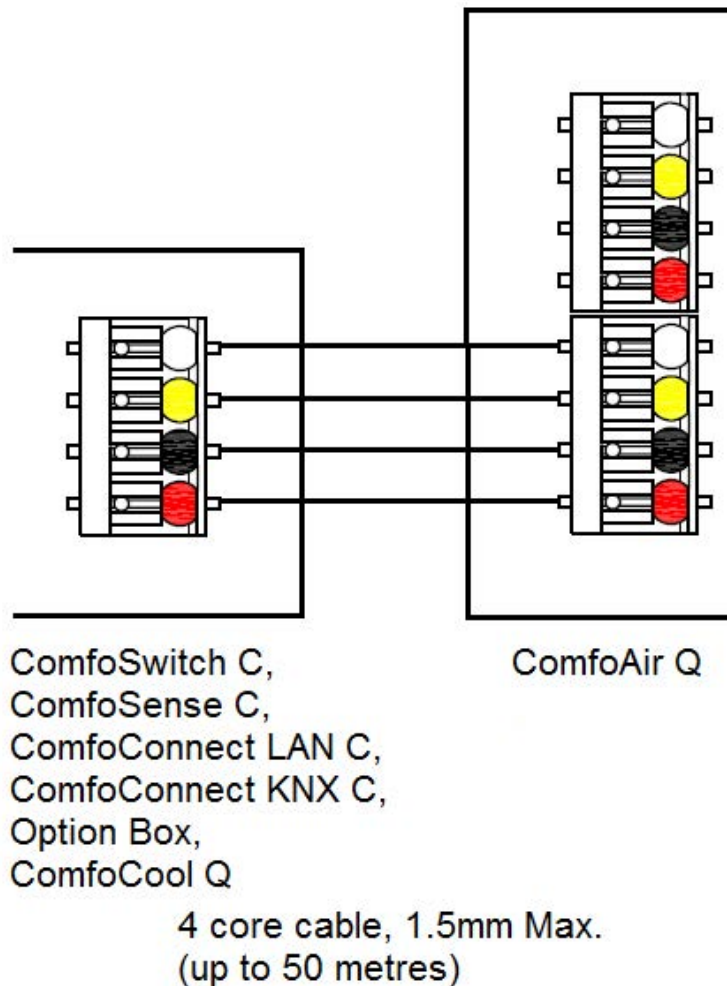 ComfoSwitch C,
ComfoSense C,
ComfoConnect LAN C,
ComfoConnect KNX C,
Option Box,
ComfoCool Q
ComfoAir Q
4 core cable, 1.5mm Max.
(up to 50 metres)